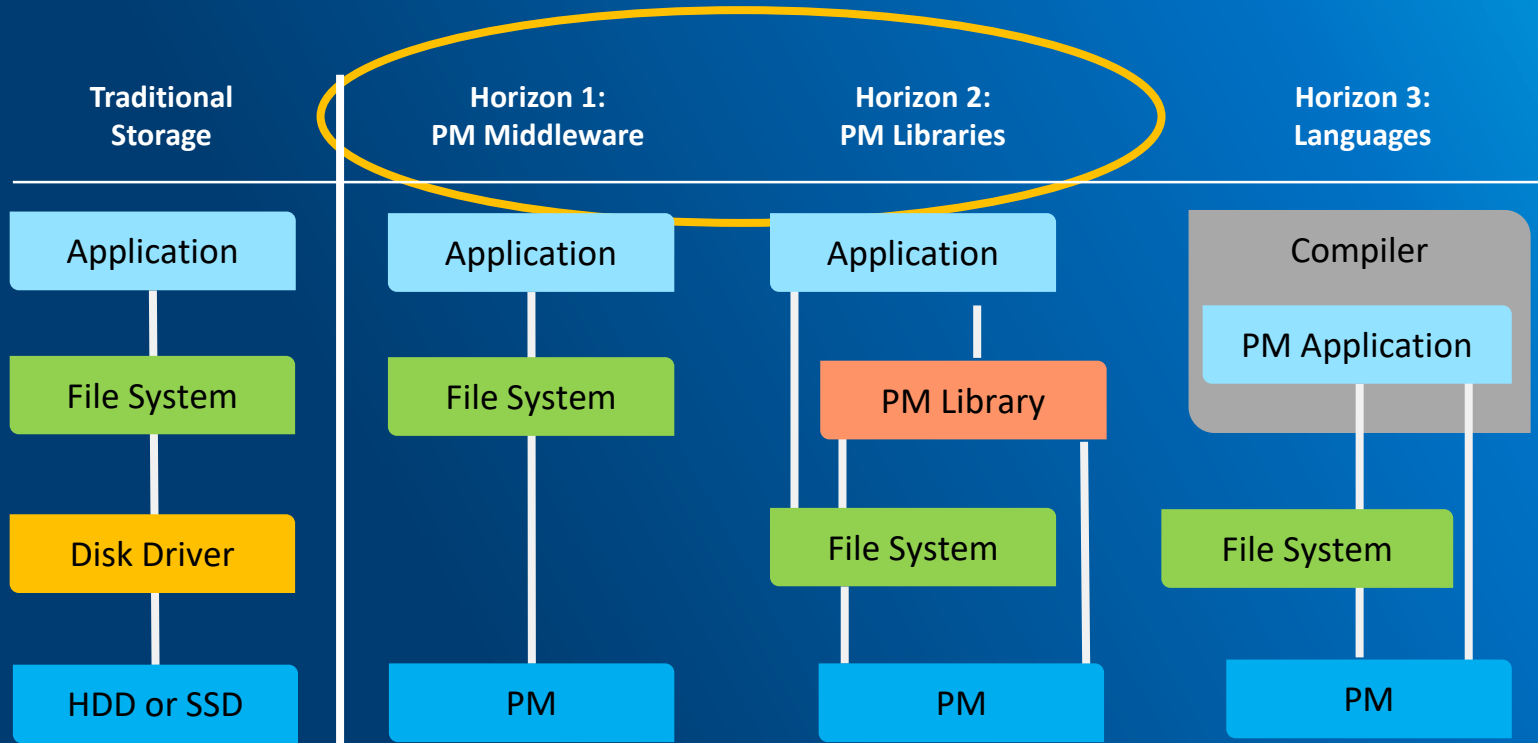 Traditional
Storage
Horizon 1:
PM Middleware
Horizon 2:
PM Libraries
Horizon 3:
Languages
Application
File System
Disk Driver
HDD or SSD
Application
File System
PM
Application
PM Library
File System
PM
Compiler
PM Application
File System
PM